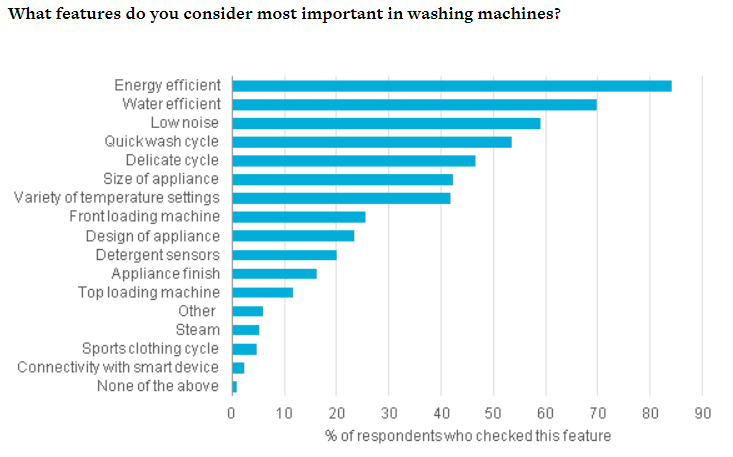 What features do you consider most important in washing machines?
Energy efficient
Water efficient
Low noise
Quick wash cycle
Delicate cycle
Size of appliance
Variety of temperature settings
Front loading machine
Design of appliance
Detergent sensors
Appliance finish
Top loading machine
Other
Steam
Sports clothing cycle
Connectivity with smart device
None of the above
0 10 20 30 40 50 60 70 80 90
% of respondents who checked this feature